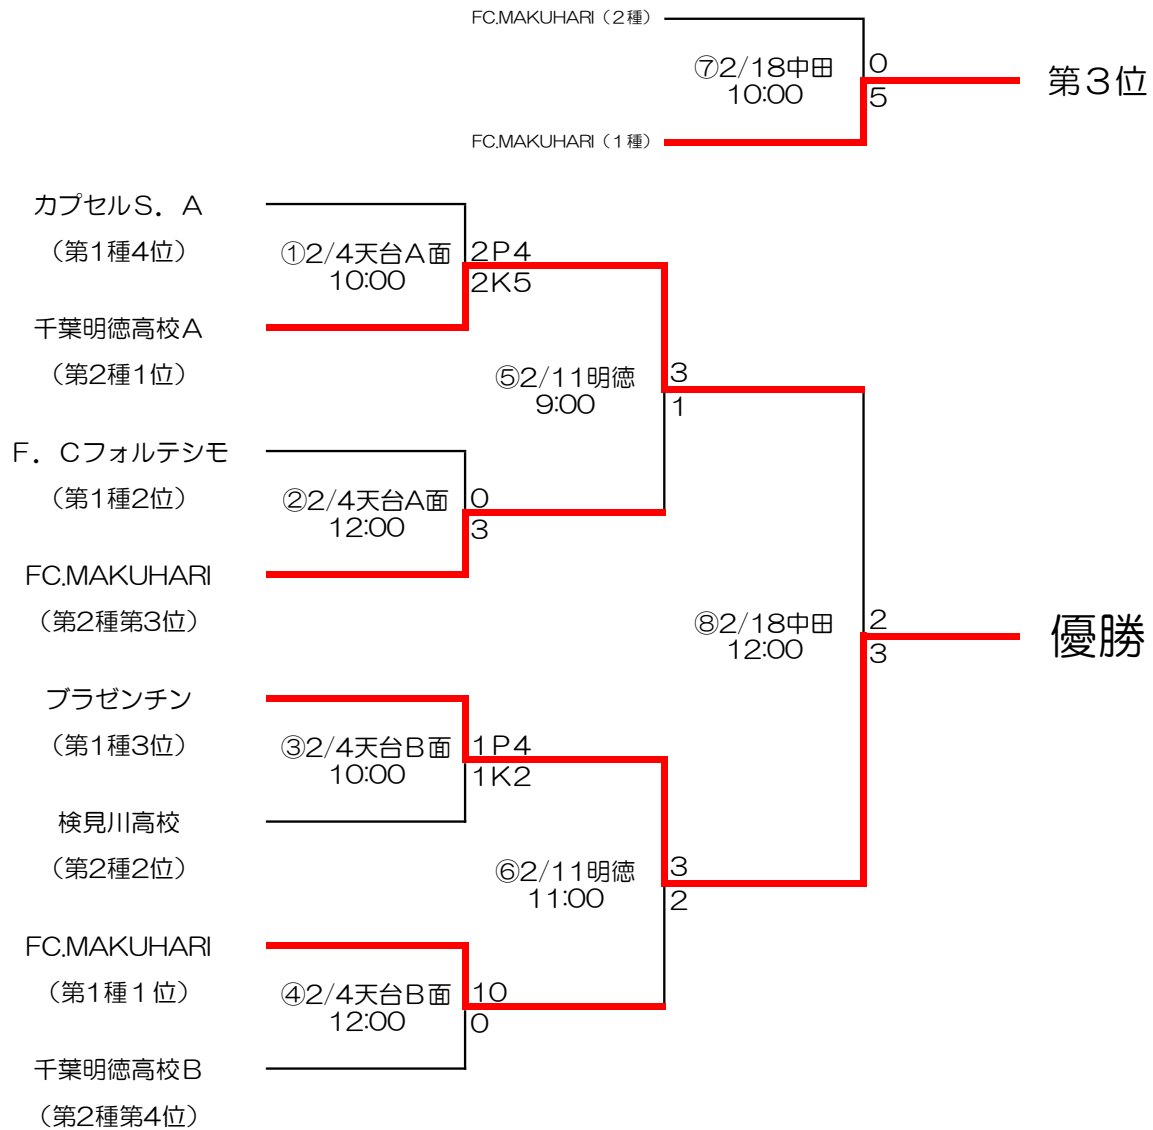 FC.MAKUHARI（２種）
⑦2/18中田
10:00
0
5
第３位
FC.MAKUHARI（１種）
カプセルＳ．Ａ
（第1種4位）
①2/4天台Ａ面
10:00
2Ｐ4
2Ｋ5
千葉明徳高校Ａ
（第2種1位）
⑤2/11明徳
9:00
3
1
Ｆ．Ｃフォルテシモ
（第1種2位）
②2/4天台A面
12:00
0
3
FC.MAKUHARI
（第2種第3位）
⑧2/18中田
12:00
2
3
優勝
ブラゼンチン
（第1種3位）
③2/4天台Ｂ面
10:00
1Ｐ4
1Ｋ2
検見川高校
（第2種2位）
⑥2/11明徳
11:00
3
2
FC.MAKUHARI
（第1種１位）
④2/4天台Ｂ面
12:00
10
0
千葉明徳高校Ｂ
（第2種第4位）